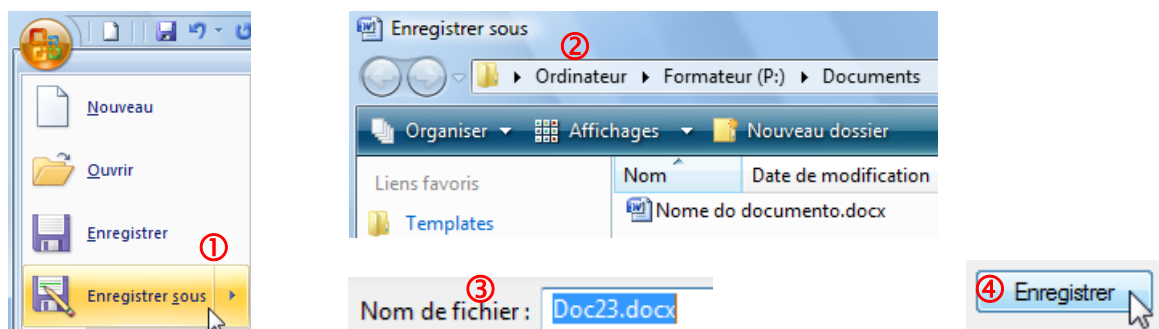 Nouveau
Ouvrir
Enregistrer
①
Enregistrer sous
Enregistrer sous
②
Ordinateur Formateur (P:) Documents
Organiser Affichages Nouveau dossier
Liens favoris
Nom Date de modification
Nome do documento.docx
Templates
③
Nom de fichier : Doc23.docx
④ Enregistrer